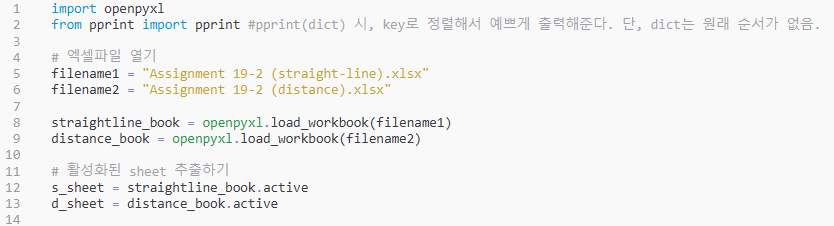 1 import openpyxl
2 from pprint import pprint #pprint(dict) 시, key로 정렬해서 예쁘게 출력해준다. 단, dict는 원래 순서가 없음.
3
4 # 엑셀파일 열기
5 filename1 = "Assignment 19-2 (straight-line).xlsx"
6 filename2 = "Assignment 19-2 (distance).xlsx"
7
8 straightline_book = openpyxl.load_workbook(filename1)
9 distance_book = openpyxl.load_workbook(filename2)
10
11 # 활성화된 sheet 추출하기
12 s_sheet = straightline_book.active
13 d_sheet = distance_book.active
14